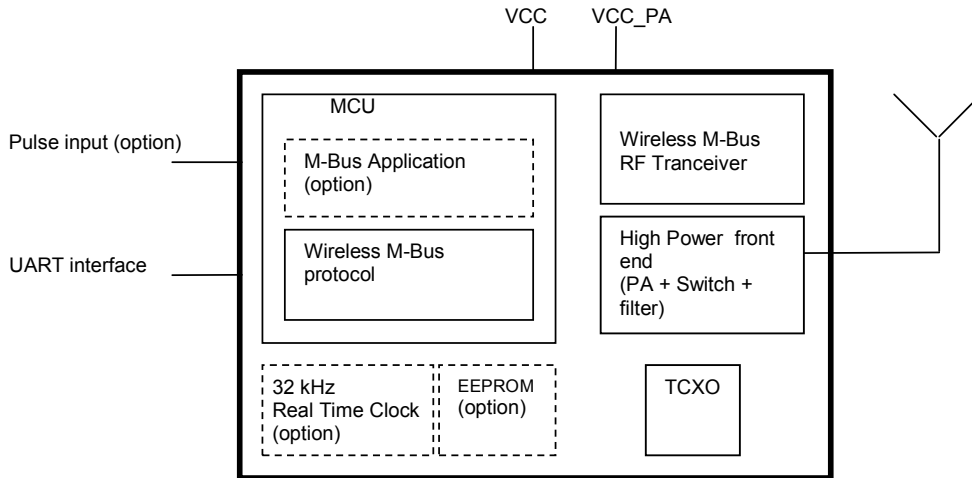 VCC VCC_PA
MCU
Pulse input (option)
M-Bus Application
(option)
Wireless M-Bus
RF Tranceiver
UART interface
Wireless M-Bus
protocol
High Power front
end
(PA + Switch +
filter)
32 kHz
Real Time Clock
(option)
EEPROM
(option)
TCXO